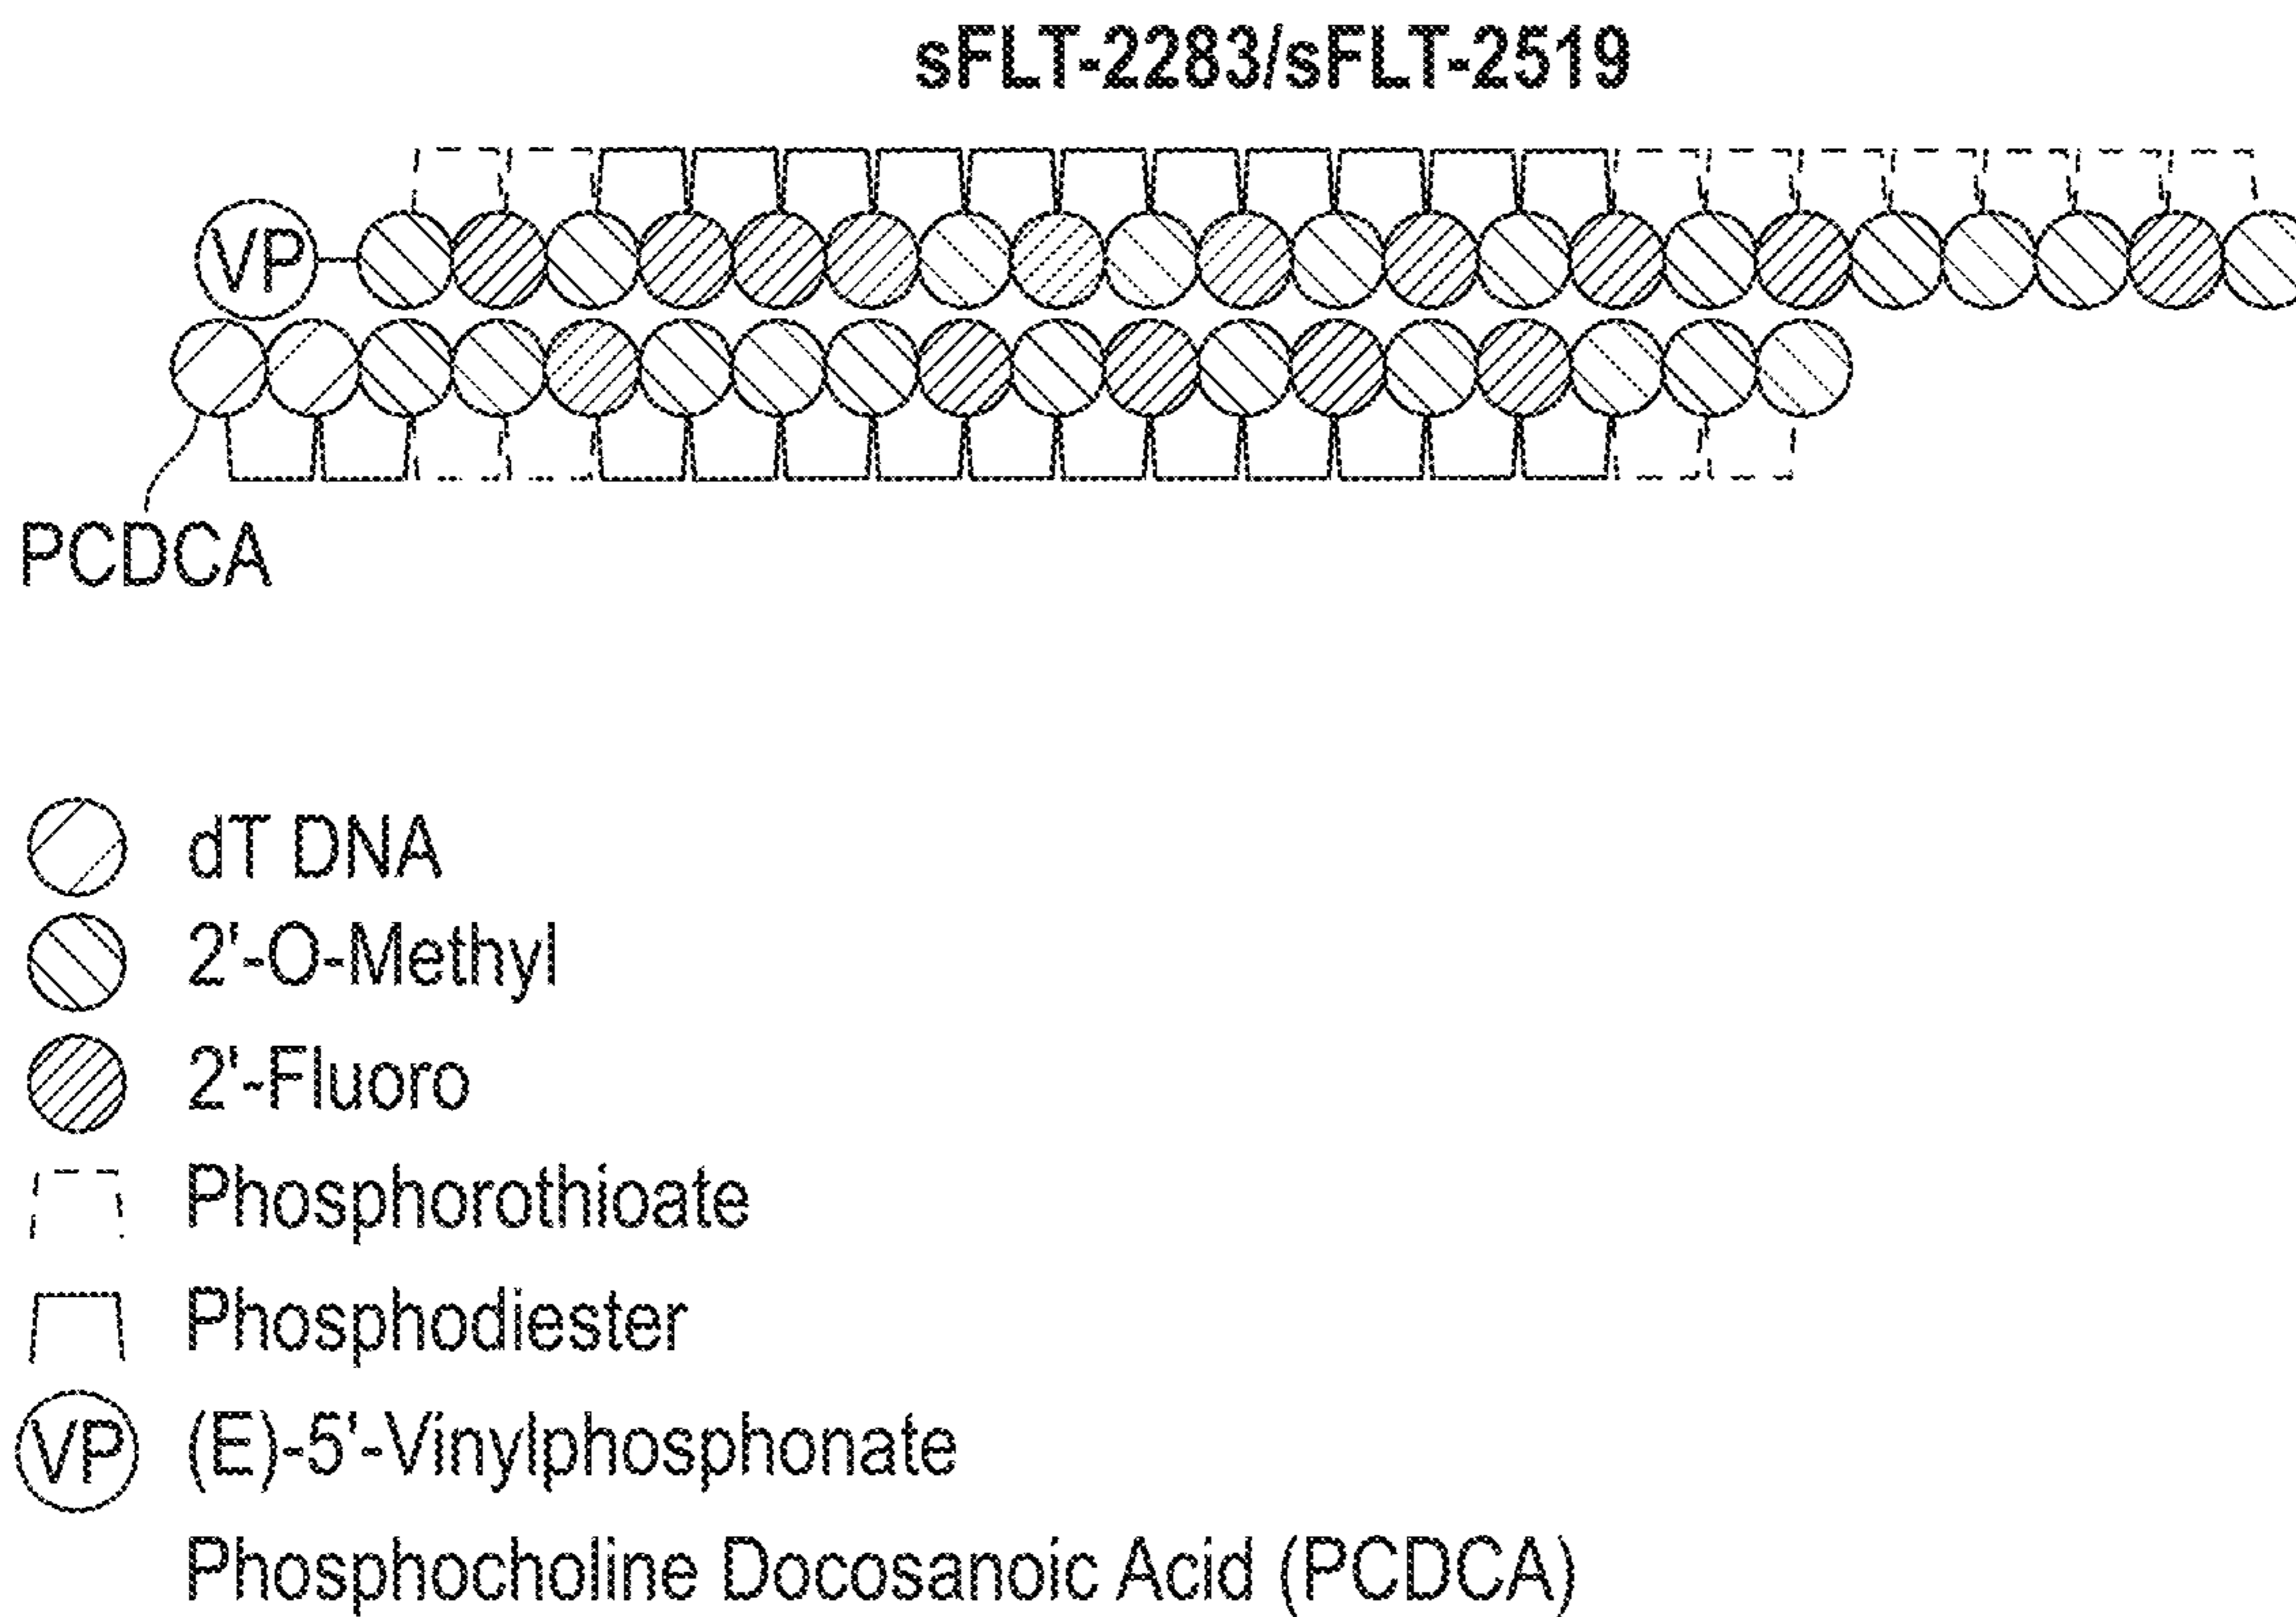 sFLT-2283/sFLT-2519
VP
PCDCA
dT DNA
2'-O-Methyl
2'-Fluoro
Phosphorothioate
Phosphodiester
VP (E)-5'-Vinylphosphonate
Phosphocholine Docosanoic Acid (PCDCA)